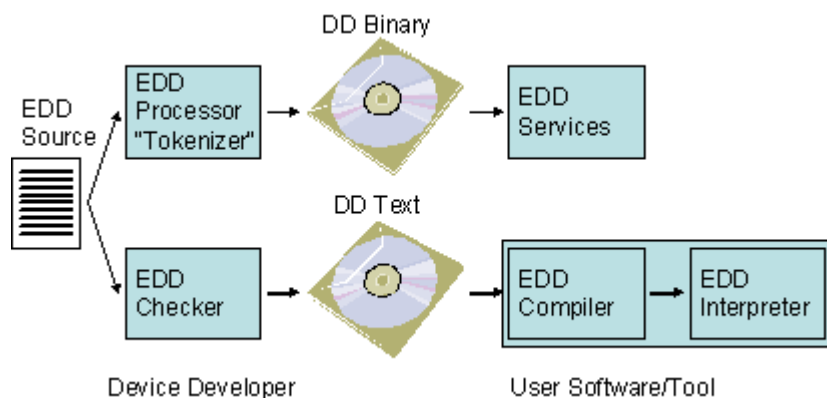 DD Binary
EDD
Source
EDD
Processor
"Tokenizer"
EDD
Services
DD Text
EDD
Checker
EDD
Compiler
EDD
Interpreter
Device Developer
User Software/Tool